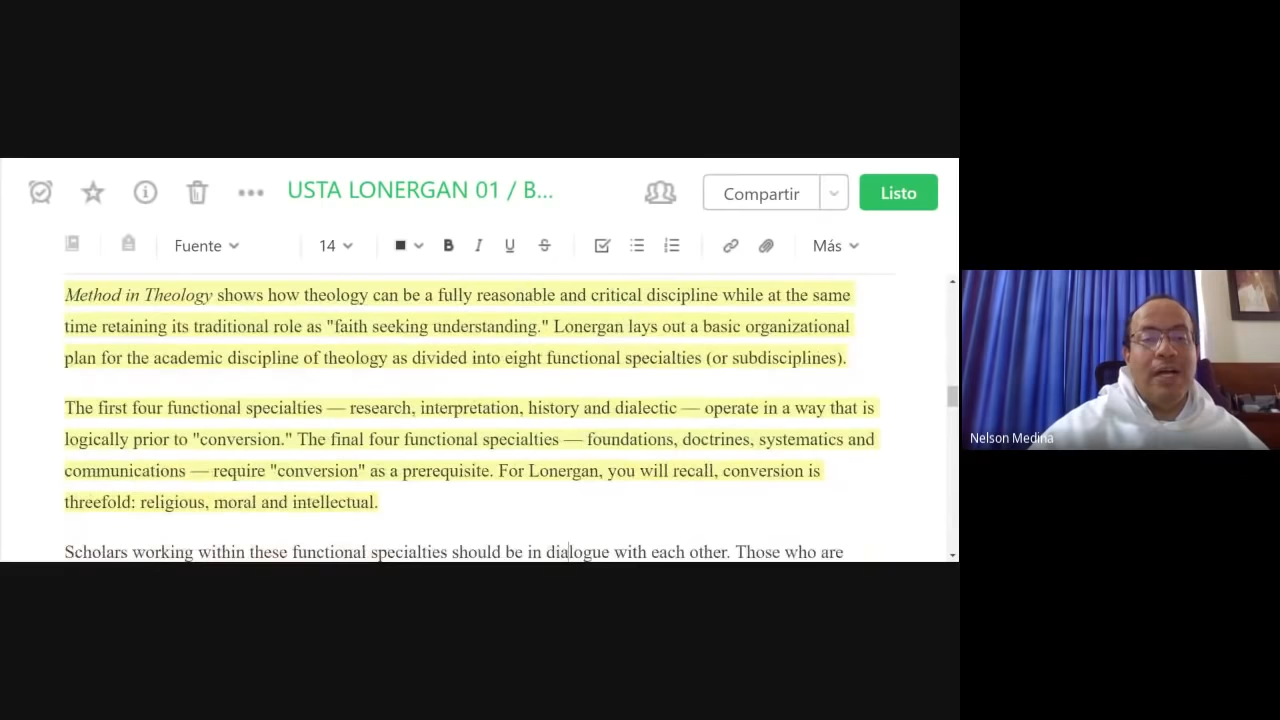 USTA LONERGAN 01 / B...
Compartir
Listo
Fuente
14
B I U S
Más
Method in Theology shows how theology can be a fully reasonable and critical discipline while at the same
time retaining its traditional role as "faith seeking understanding." Lonergan lays out a basic organizational
plan for the academic discipline of theology as divided into eight functional specialties (or subdisciplines).
The first four functional specialties — research, interpretation, history and dialectic — operate in a way that is
logically prior to "conversion." The final four functional specialties — foundations, doctrines, systematics and
communications — require "conversion" as a prerequisite. For Lonergan, you will recall, conversion is
threefold: religious, moral and intellectual.
Scholars working within these functional specialties should be in dialogue with each other. Those who are
Nelson Medina